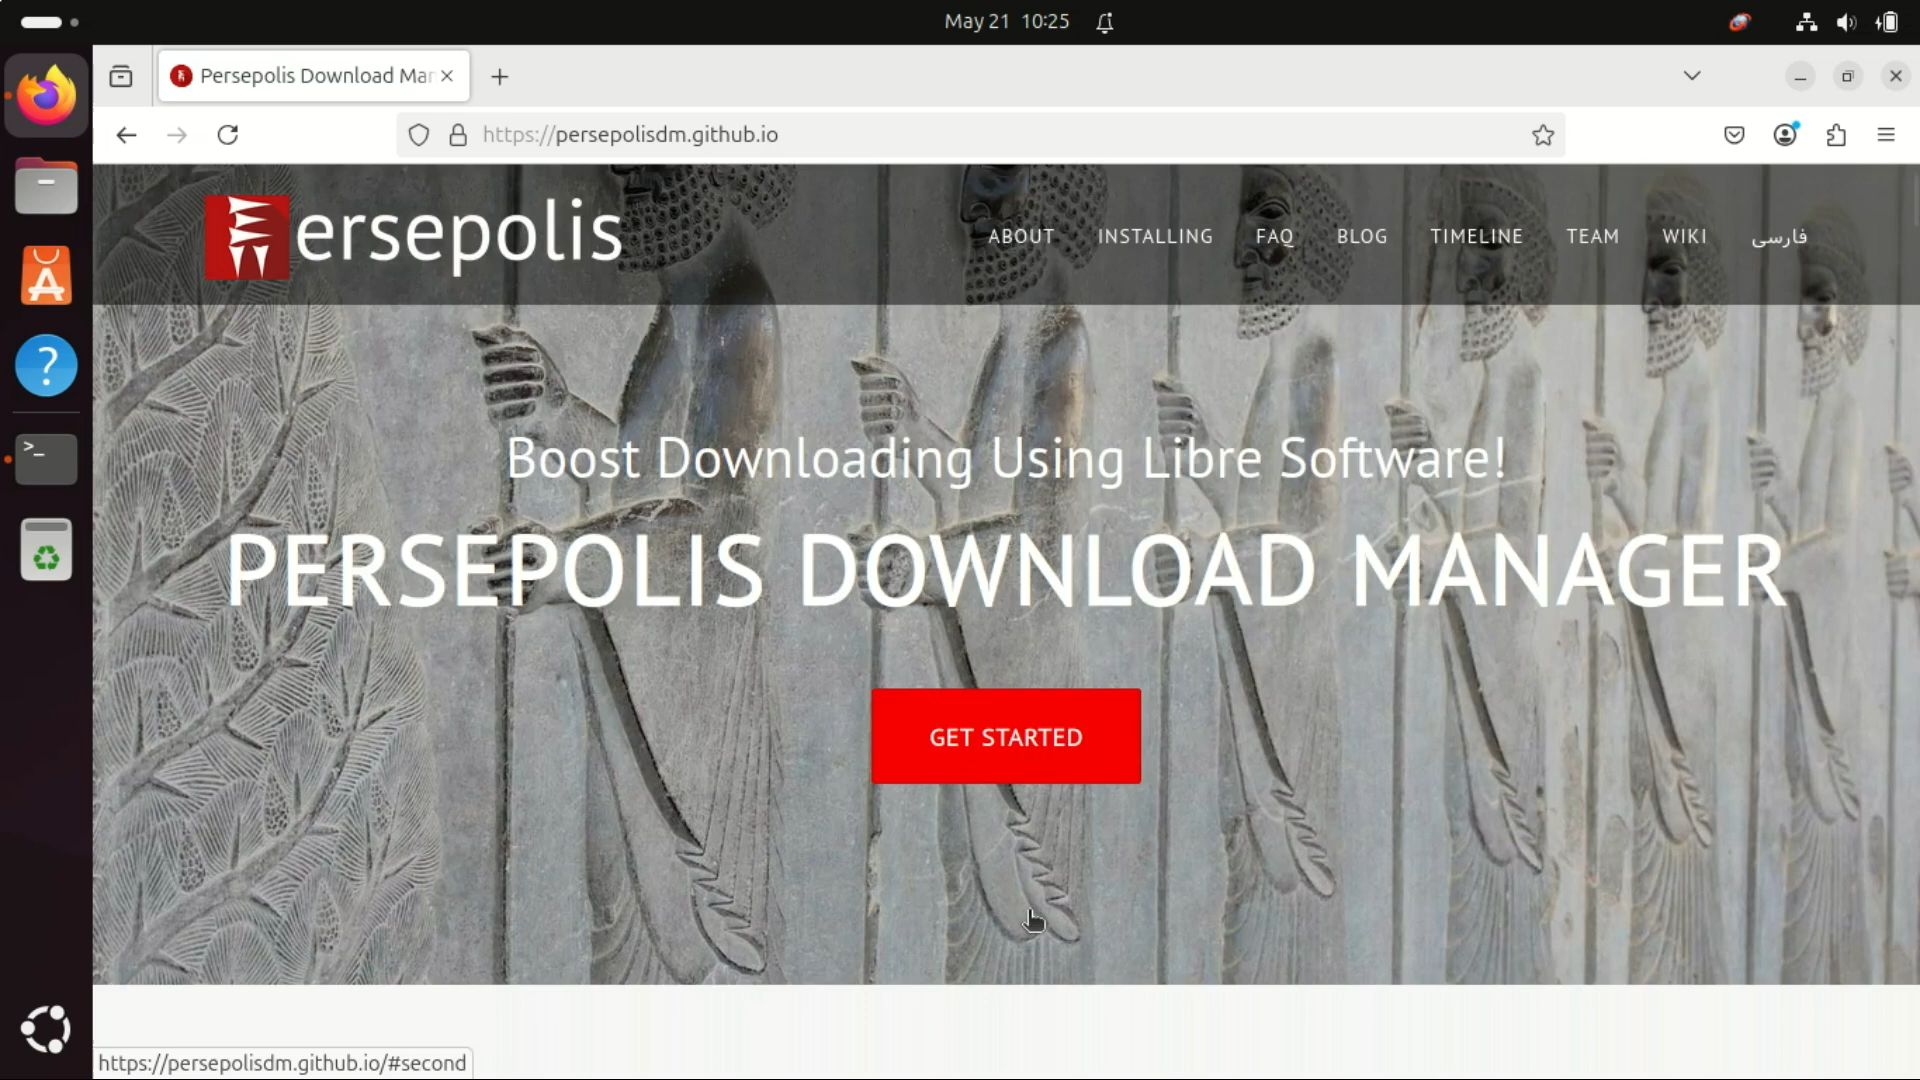 May 21 10:25
Persepolis Download Mar
https://persepolisdm.github.io
ersepolis
ABOUT INSTALLING FAQ BLOG TIMELINE TEAM WIKI فارسی
Boost Downloading Using Libre Software!
PERSEPOLIS DOWNLOAD MANAGER
GET STARTED
https://persepolisdm.github.io/#second